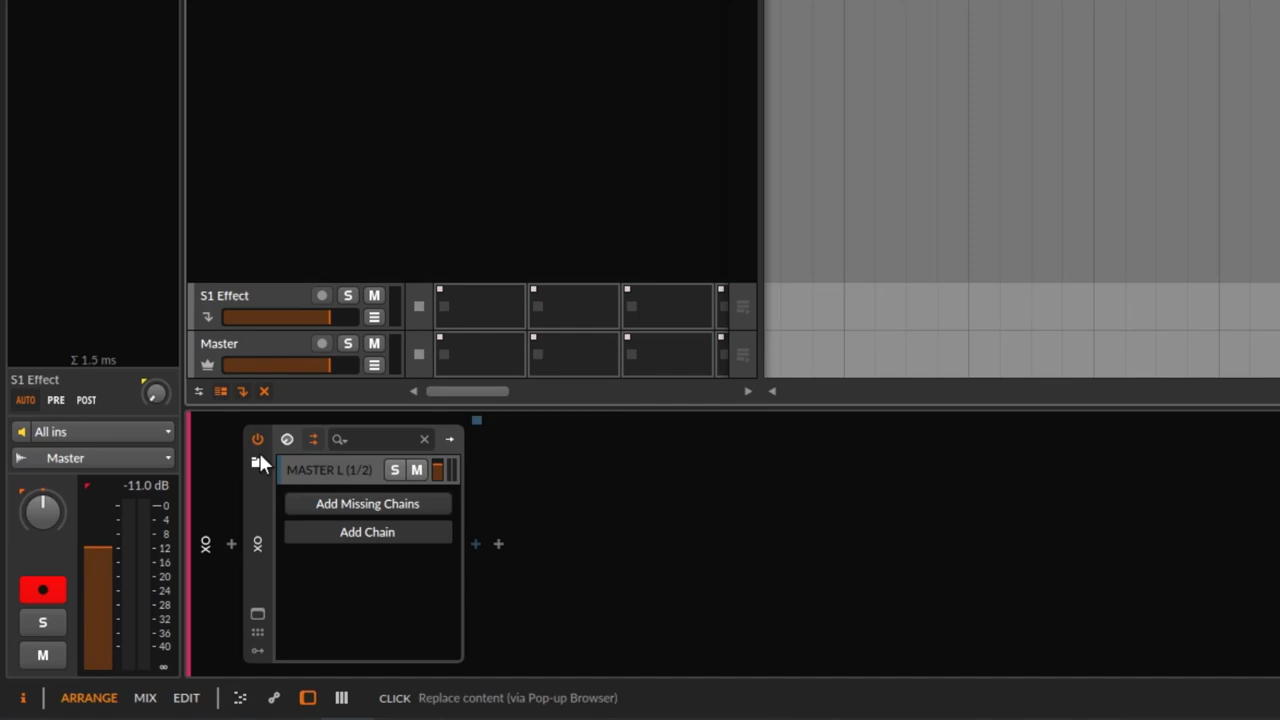 S1 Effect
S
M
Master
S
M
Σ 1.5 ms
S1 Effect
AUTO PRE POST
All ins
Master
-11.0 dB
0
4
8
12
16
20
24
28
32
36
40
∞
S
M
XO
XO
MASTER L (1/2)
S
M
Add Missing Chains
Add Chain
i
ARRANGE MIX EDIT
CLICK Replace content (via Pop-up Browser)